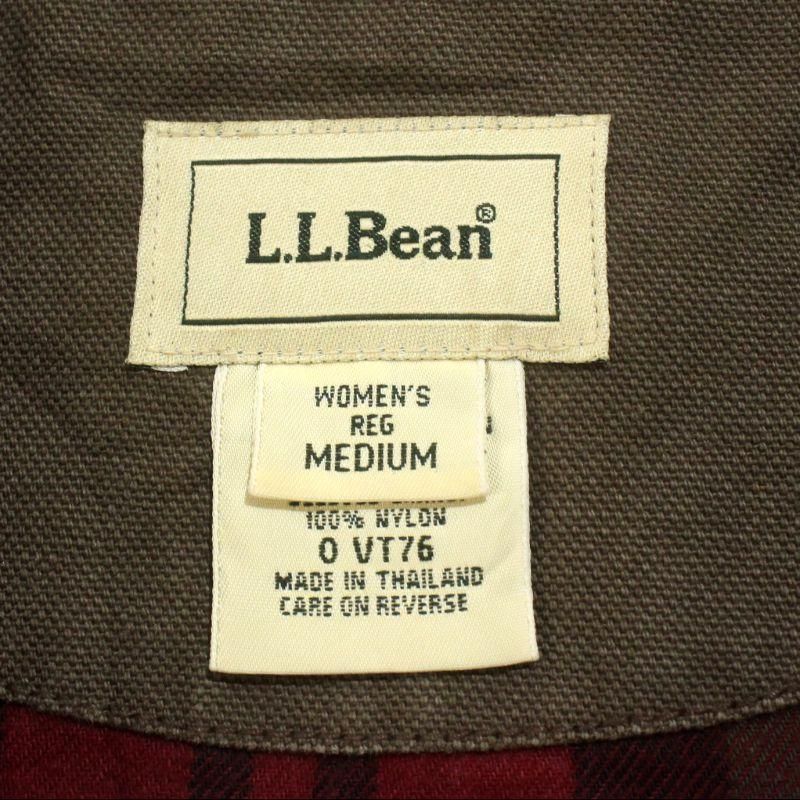 L.L.Bean®
WOMEN'S
REG
MEDIUM
100% NYLON
0 VT76
MADE IN THAILAND
CARE ON REVERSE